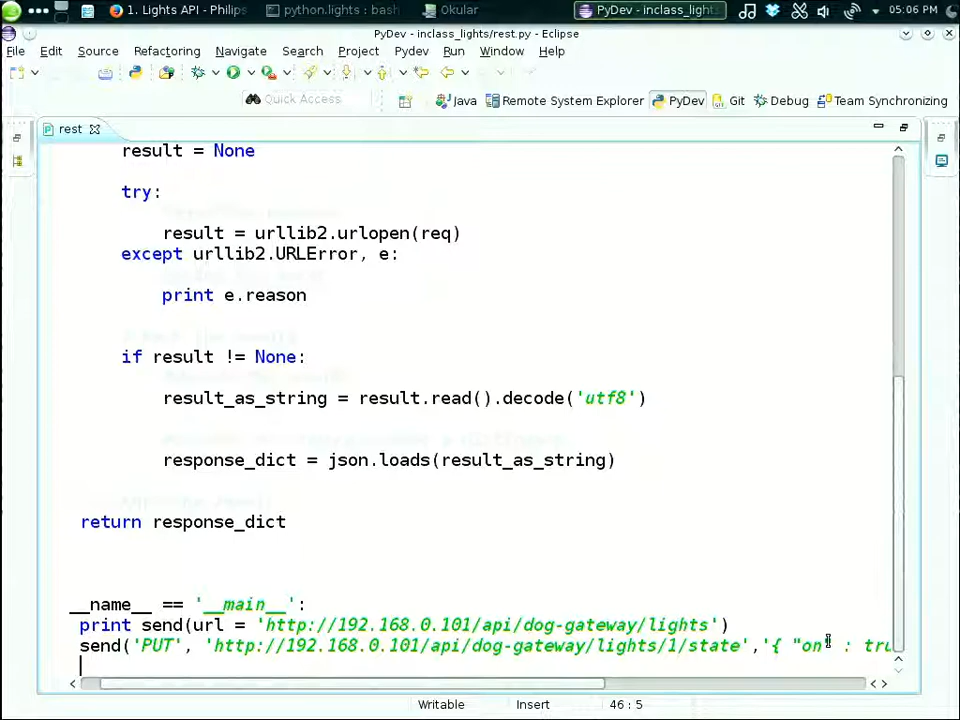 1. Lights API - Philips
python.lights : bash
Okular
PyDev - inclass_lights
05:06 PM
PyDev - inclass_lights/rest.py - Eclipse
File Edit Source Refactoring Navigate Search Project Pydev Run Window Help
Quick Access
Java Remote System Explorer PyDev Git Debug Team Synchronizing
rest
result = None
try:
result = urllib2.urlopen(req)
except urllib2.URLError, e:
print e.reason
if result != None:
result_as_string = result.read().decode('utf8')
response_dict = json.loads(result_as_string)
return response_dict
__name__ == '__main__':
print send(url = 'http://192.168.0.101/api/dog-gateway/lights')
send('PUT', 'http://192.168.0.101/api/dog-gateway/lights/1/state','{ "on" : tru
Writable Insert 46 : 5